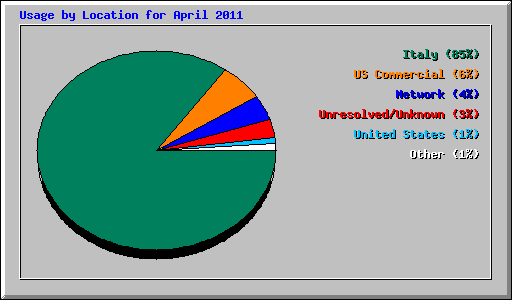 Usage by Location for April 2011
Italy (85%)
US Commercial (6%)
Network (4%)
Unresolved/Unknown (3%)
United States (1%)
Other (1%)